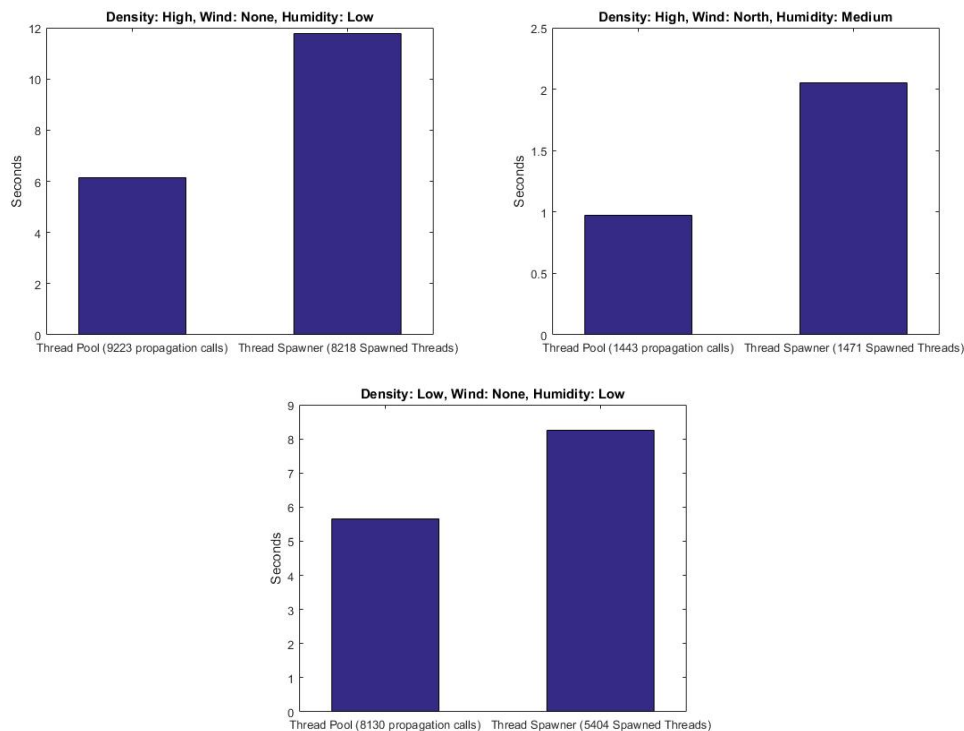 Density: High, Wind: None, Humidity: Low
12
10
8
6
4
2
0
Seconds
Thread Pool (9223 propagation calls)
Thread Spawner (8218 Spawned Threads)
Density: High, Wind: North, Humidity: Medium
2.5
2
1.5
1
0.5
0
Seconds
Thread Pool (1443 propagation calls)
Thread Spawner (1471 Spawned Threads)
Density: Low, Wind: None, Humidity: Low
9
8
7
6
5
4
3
2
1
0
Seconds
Thread Pool (8130 propagation calls)
Thread Spawner (5404 Spawned Threads)